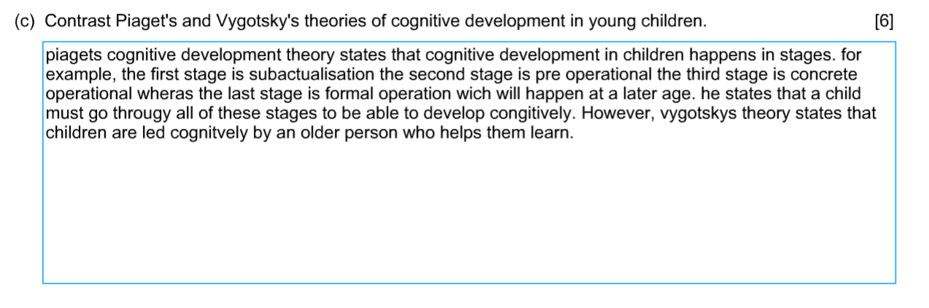 (c) Contrast Piaget's and Vygotsky's theories of cognitive development in young children. [6]
piagets cognitive development theory states that cognitive development in children happens in stages. for
example, the first stage is subactualisation the second stage is pre operational the third stage is concrete
operational wheras the last stage is formal operation wich will happen at a later age. he states that a child
must go througy all of these stages to be able to develop congitively. However, vygotskys theory states that
children are led cognitvely by an older person who helps them learn.